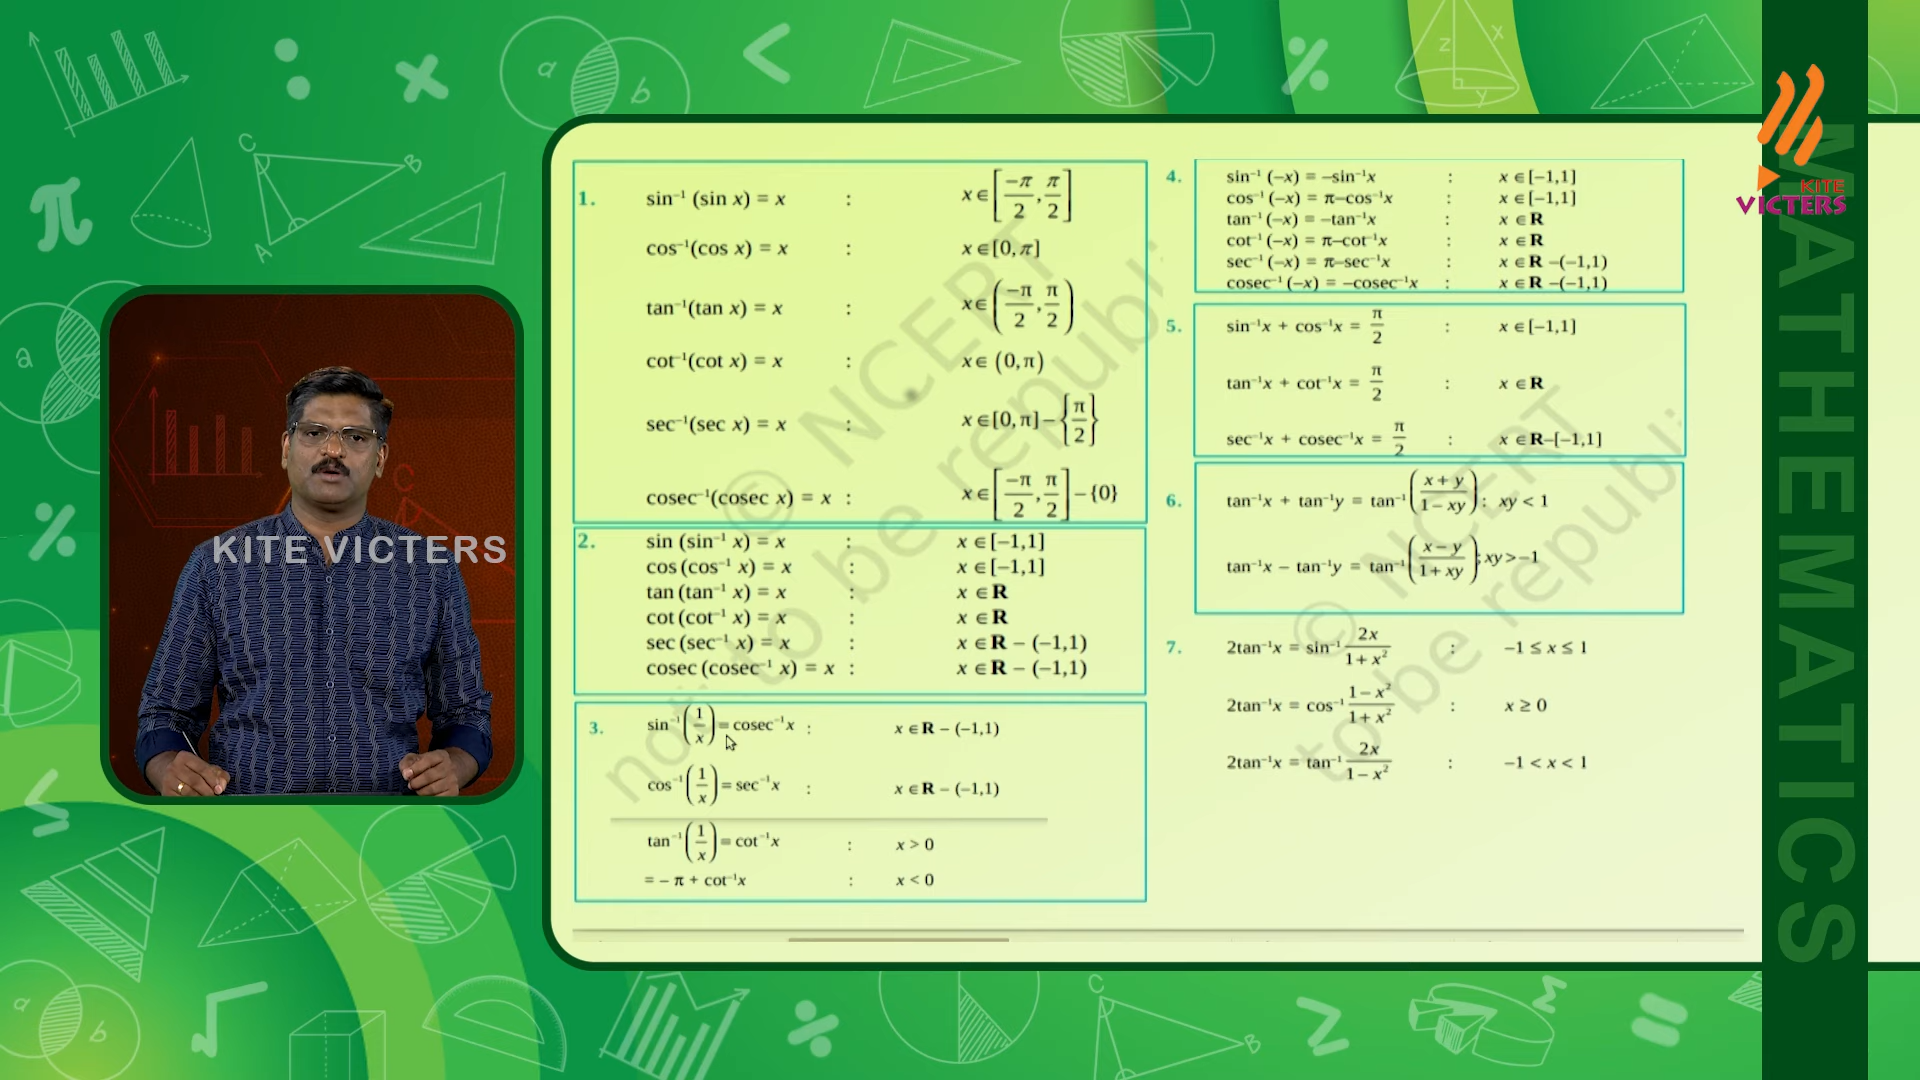 1.
sin⁻¹ (sin x) = x : x ∈ [−π/2, π/2]
cos⁻¹(cos x) = x : x ∈ [0, π]
tan⁻¹(tan x) = x : x ∈ (−π/2, π/2)
cot⁻¹(cot x) = x : x ∈ (0, π)
sec⁻¹(sec x) = x : x ∈ [0, π] − {π/2}
cosec⁻¹(cosec x) = x : x ∈ [−π/2, π/2] − {0}
2.
sin (sin⁻¹ x) = x : x ∈ [−1,1]
cos (cos⁻¹ x) = x : x ∈ [−1,1]
tan (tan⁻¹ x) = x : x ∈ R
cot (cot⁻¹ x) = x : x ∈ R
sec (sec⁻¹ x) = x : x ∈ R − (−1,1)
cosec (cosec⁻¹ x) = x : x ∈ R − (−1,1)
3.
sin⁻¹(1/x) = cosec⁻¹x : x ∈ R − (−1,1)
cos⁻¹(1/x) = sec⁻¹x : x ∈ R − (−1,1)
tan⁻¹(1/x) = cot⁻¹x : x > 0
= − π + cot⁻¹x : x < 0
4.
sin⁻¹ (−x) = −sin⁻¹x : x ∈ [−1,1]
cos⁻¹ (−x) = π−cos⁻¹x : x ∈ [−1,1]
tan⁻¹ (−x) = −tan⁻¹x : x ∈ R
cot⁻¹ (−x) = π−cot⁻¹x : x ∈ R
sec⁻¹ (−x) = π−sec⁻¹x : x ∈ R −(−1,1)
cosec⁻¹ (−x) = −cosec⁻¹x : x ∈ R −(−1,1)
5.
sin⁻¹x + cos⁻¹x = π/2 : x ∈ [−1,1]
tan⁻¹x + cot⁻¹x = π/2 : x ∈ R
sec⁻¹x + cosec⁻¹x = π/2 : x ∈ R−[−1,1]
6.
tan⁻¹x + tan⁻¹y = tan⁻¹((x + y)/(1 − xy)) : xy < 1
tan⁻¹x − tan⁻¹y = tan⁻¹((x − y)/(1 + xy)) ; xy > −1
7.
2tan⁻¹x = sin⁻¹ 2x/(1 + x²) : −1 ≤ x ≤ 1
2tan⁻¹x = cos⁻¹ (1 − x²)/(1 + x²) : x ≥ 0
2tan⁻¹x = tan⁻¹ 2x/(1 − x²) : −1 < x < 1
© NCERT
not to be republi
© NCERT
to be republi
KITE VICTERS
KITE
VICTERS
MATHEMATICS
a
b
C
B
A
π
%
Z
X
Y
a
C
a
b
C
B